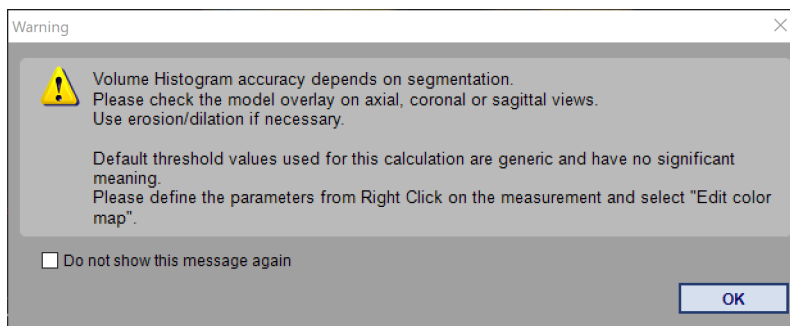 Warning
Volume Histogram accuracy depends on segmentation.
Please check the model overlay on axial, coronal or sagittal views.
Use erosion/dilation if necessary.
Default threshold values used for this calculation are generic and have no significant
meaning.
Please define the parameters from Right Click on the measurement and select "Edit color
map".
Do not show this message again
OK